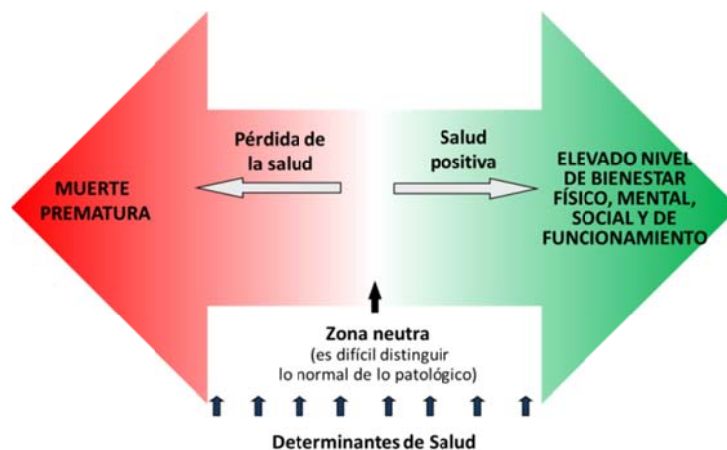 Pérdida de
la salud
Salud
positiva
MUERTE
PREMATURA
ELEVADO NIVEL
DE BIENESTAR
FÍSICO, MENTAL,
SOCIAL Y DE
FUNCIONAMIENTO
Zona neutra
(es difícil distinguir
lo normal de lo patológico)
Determinantes de Salud